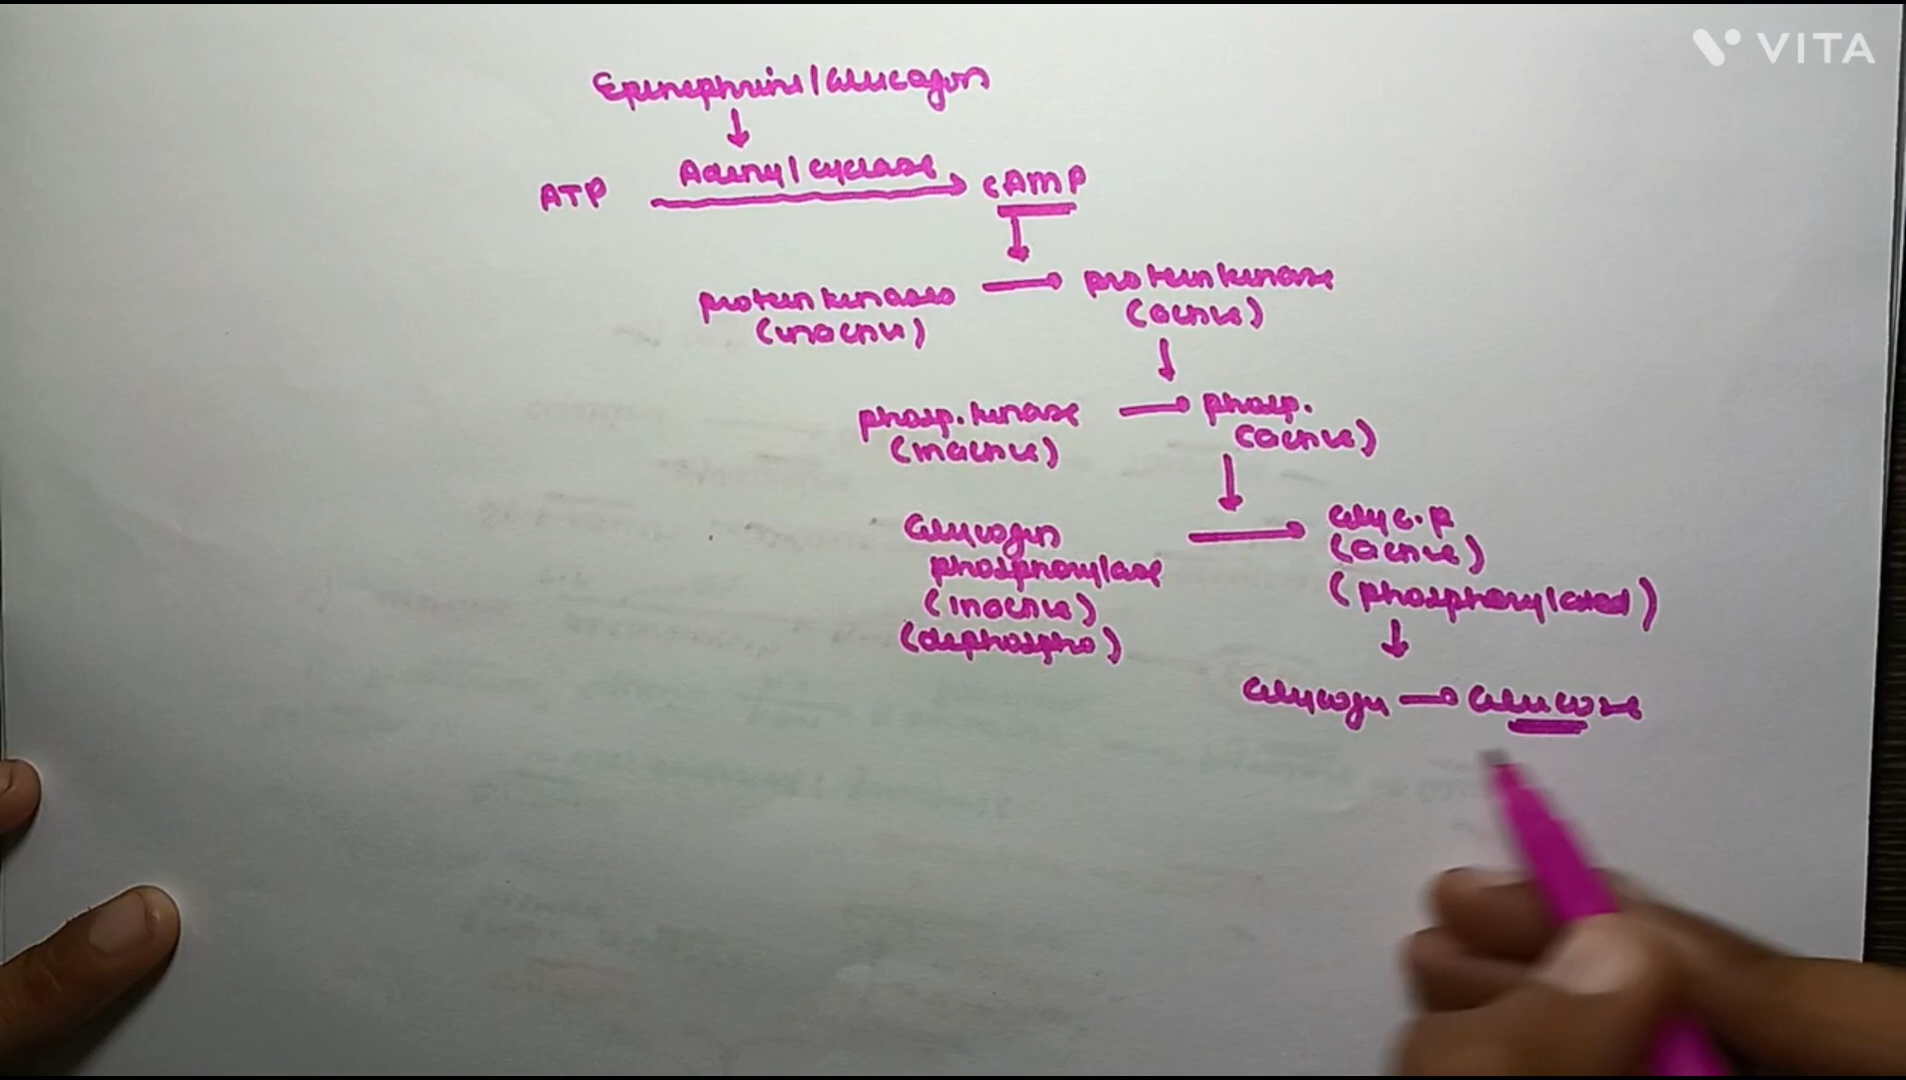 VITA
Epinephrine/Glucagon
Adenyl cyclase
ATP
cAMP
protein kinase
(active)
protein kinases
(inactive)
phosp. kinase
(inactive)
phosp.
(active)
Glycogen
phosphorylase
(inactive)
(dephospho)
Glyc. P
(active)
(phosphorylated)
Glycogen
Glucose